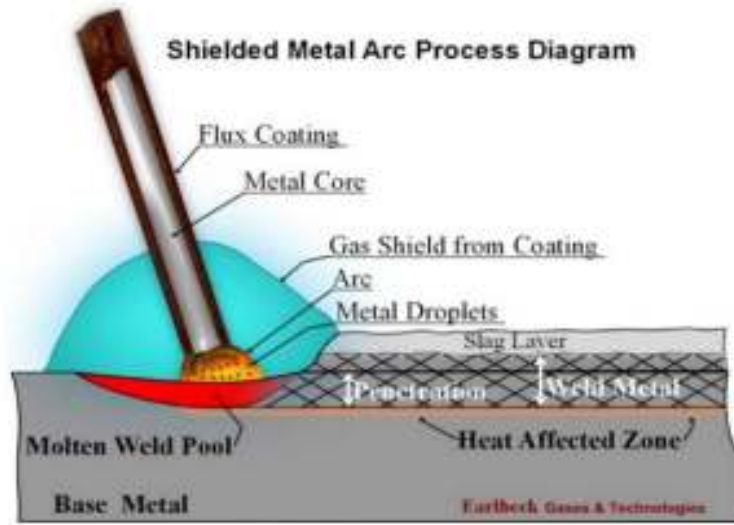 Shielded Metal Arc Process Diagram
Flux Coating
Metal Core
Gas Shield from Coating
Arc
Metal Droplets
Slag Layer
Penetration
Weld Metal
Molten Weld Pool
Heat Affected Zone
Base Metal
Earlbeck Gases & Technologies